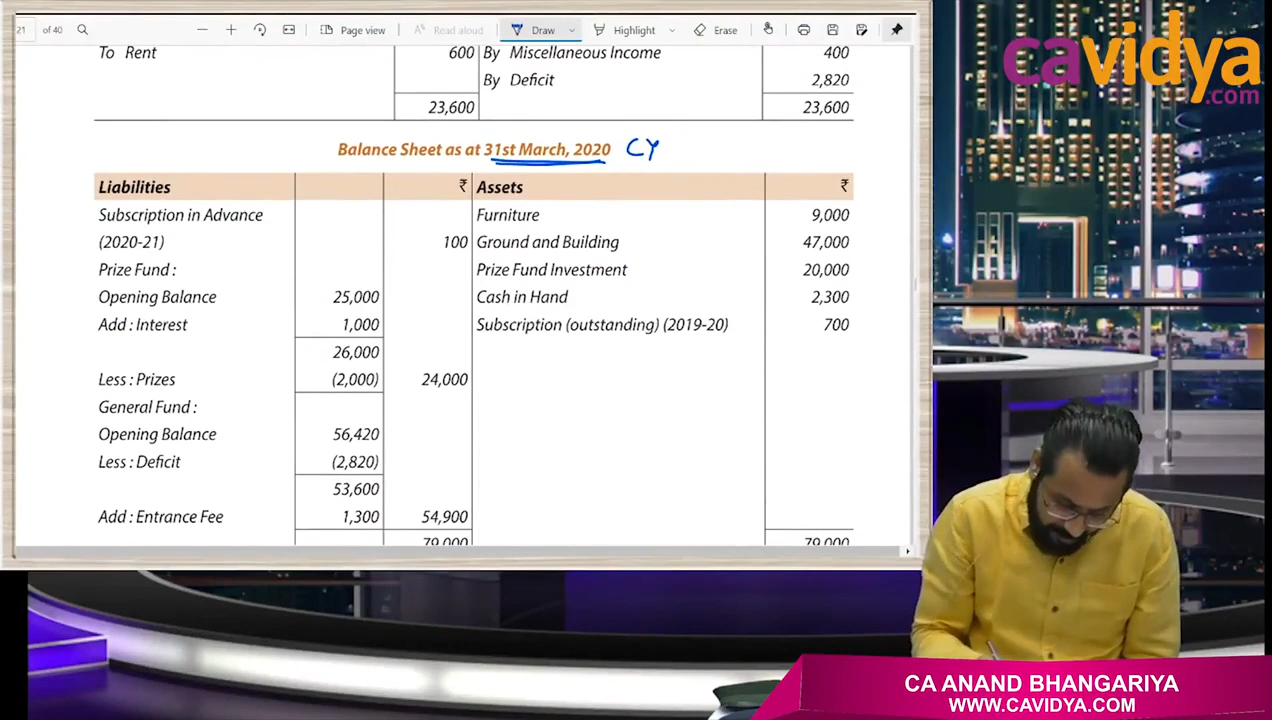 21 of 40 Page view Read aloud Draw Highlight Erase
To Rent 600 By Miscellaneous Income 400
By Deficit 2,820
23,600 23,600
Balance Sheet as at 31st March, 2020 CY
Liabilities ₹ Assets ₹
Subscription in Advance Furniture 9,000
(2020-21) 100 Ground and Building 47,000
Prize Fund : Prize Fund Investment 20,000
Opening Balance 25,000 Cash in Hand 2,300
Add : Interest 1,000 Subscription (outstanding) (2019-20) 700
26,000
Less : Prizes (2,000) 24,000
General Fund :
Opening Balance 56,420
Less : Deficit (2,820)
53,600
Add : Entrance Fee 1,300 54,900
79,000 79,000
cavidya
.com
CA ANAND BHANGARIYA
WWW.CAVIDYA.COM